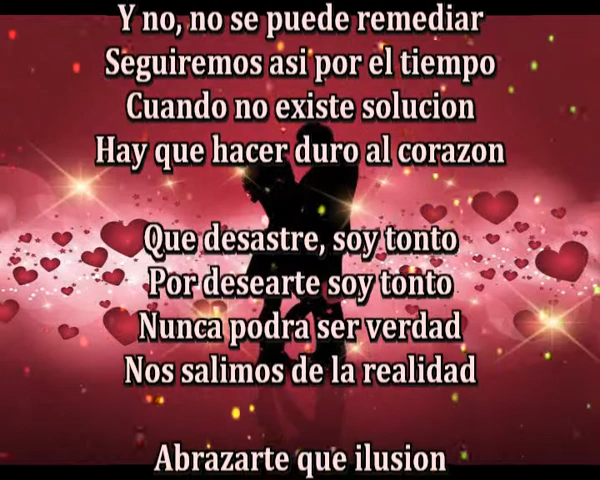 Y no, no se puede remediar
Seguiremos asi por el tiempo
Cuando no existe solucion
Hay que hacer duro al corazon
Que desastre, soy tonto
Por desearte soy tonto
Nunca podra ser verdad
Nos salimos de la realidad
Abrazarte que ilusion